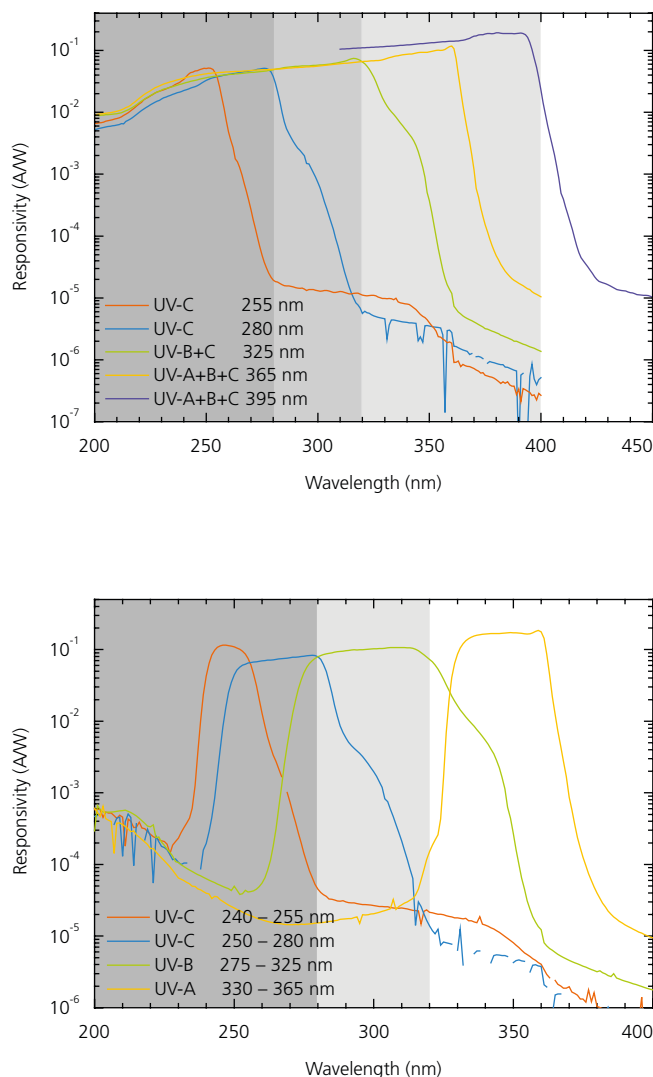 10⁻¹
10⁻²
10⁻³
10⁻⁴
10⁻⁵
10⁻⁶
10⁻⁷
Responsivity (A/W)
UV-C 255 nm
UV-C 280 nm
UV-B+C 325 nm
UV-A+B+C 365 nm
UV-A+B+C 395 nm
200 250 300 350 400 450
Wavelength (nm)
10⁻¹
10⁻²
10⁻³
10⁻⁴
10⁻⁵
10⁻⁶
Responsivity (A/W)
UV-C 240 – 255 nm
UV-C 250 – 280 nm
UV-B 275 – 325 nm
UV-A 330 – 365 nm
200 250 300 350 400
Wavelength (nm)